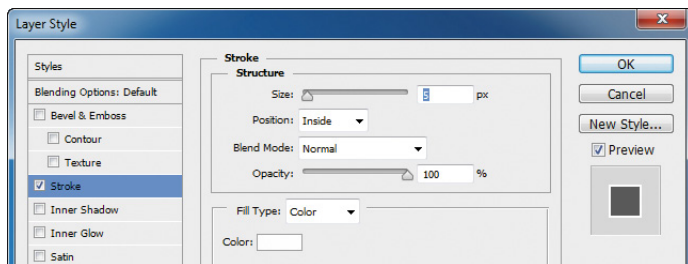 Layer Style
Styles
Blending Options: Default
Bevel & Emboss
Contour
Texture
Stroke
Inner Shadow
Inner Glow
Satin
Stroke
Structure
Size: 5 px
Position: Inside
Blend Mode: Normal
Opacity: 100 %
Fill Type: Color
Color:
OK
Cancel
New Style...
Preview